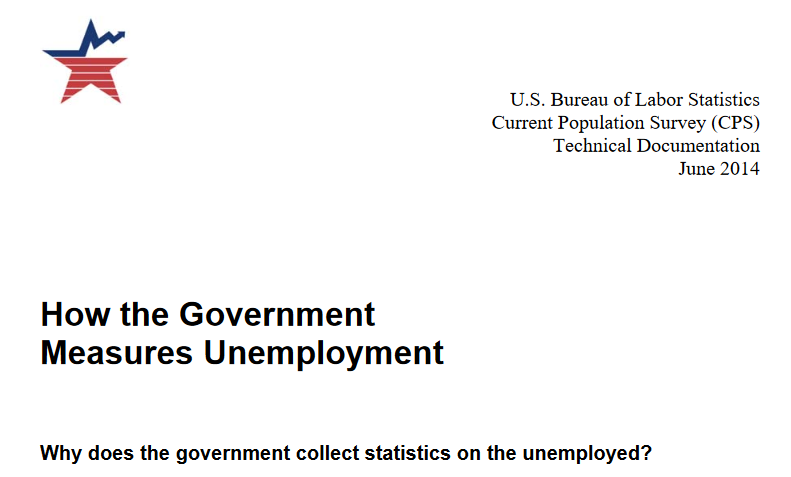 U.S. Bureau of Labor Statistics
Current Population Survey (CPS)
Technical Documentation
June 2014
How the Government
Measures Unemployment
Why does the government collect statistics on the unemployed?